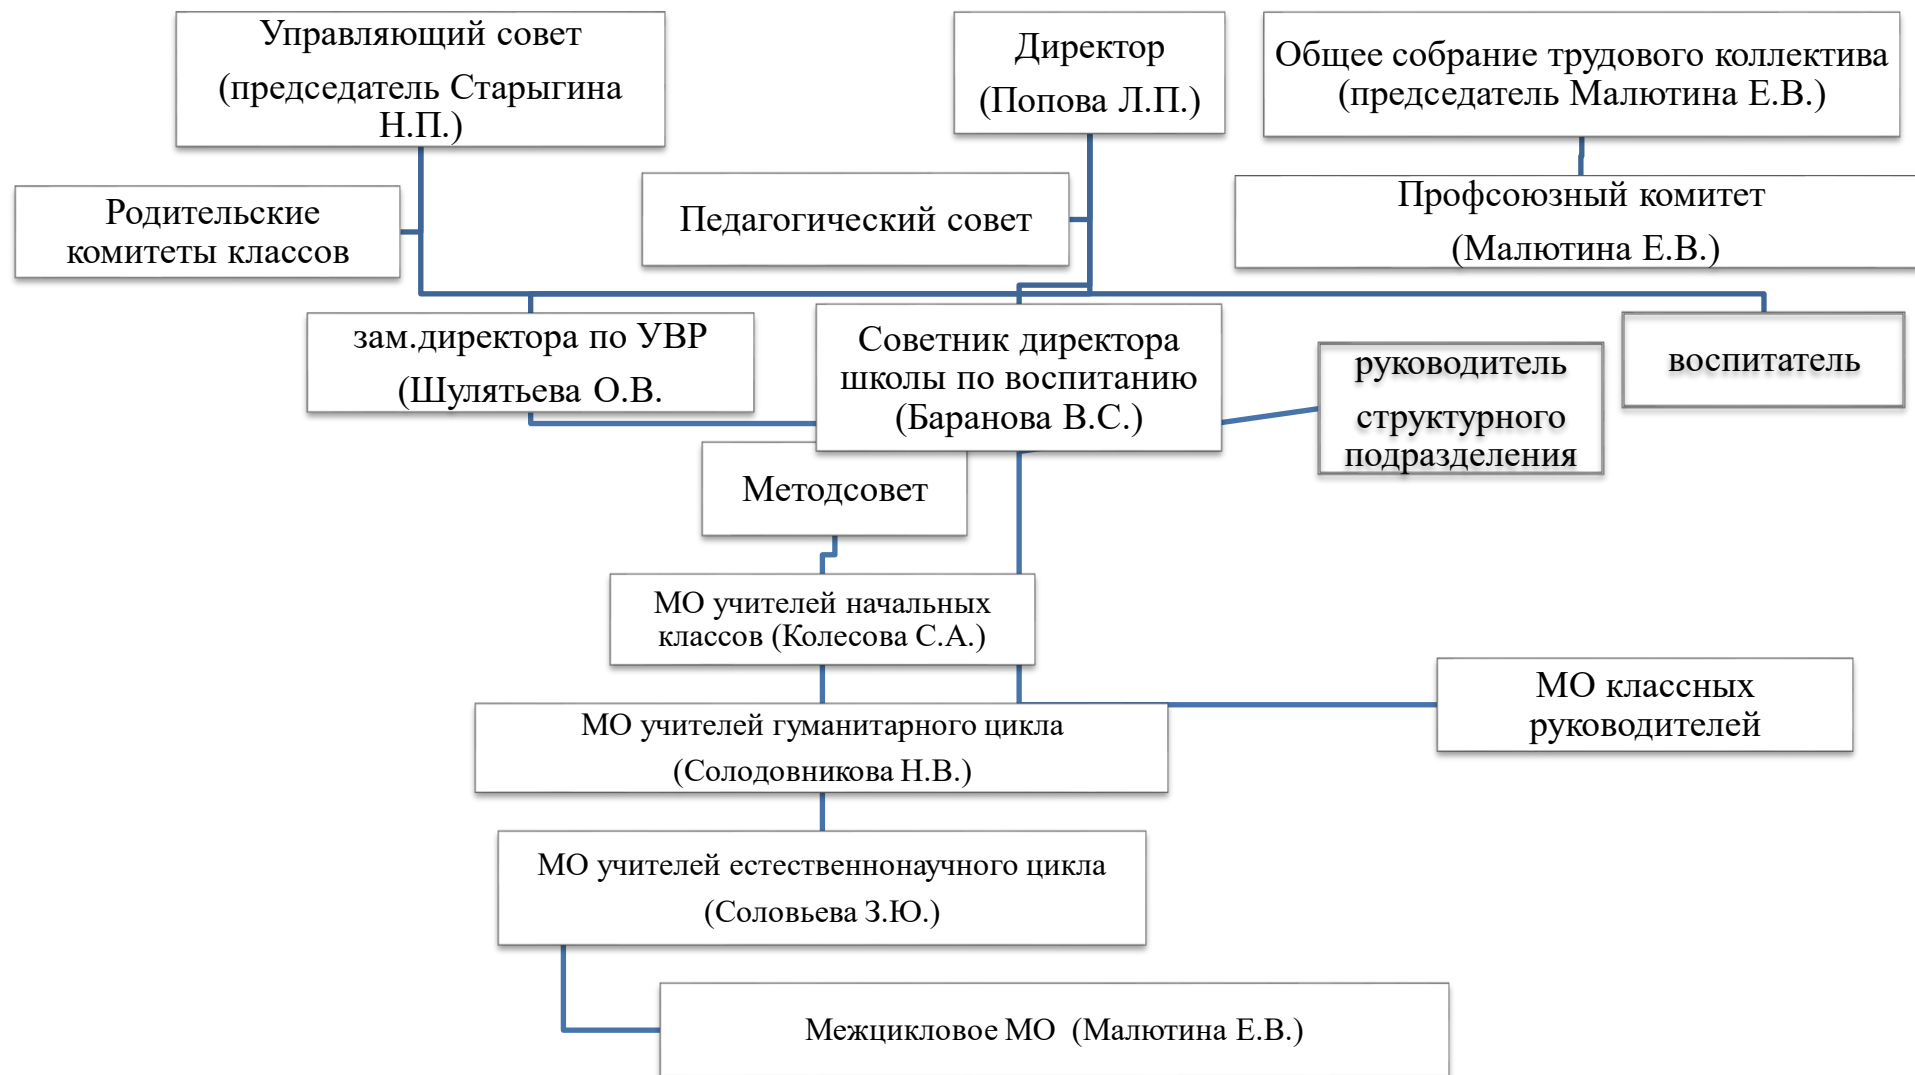 Управляющий совет
(председатель Старыгина
Н.П.)
Директор
(Попова Л.П.)
Общее собрание трудового коллектива
(председатель Малютина Е.В.)
Родительские
комитеты классов
Педагогический совет
Профсоюзный комитет
(Малютина Е.В.)
зам.директора по УВР
(Шулятьева О.В.
Советник директора
школы по воспитанию
(Баранова В.С.)
руководитель
структурного
подразделения
воспитатель
Методсовет
МО учителей начальных
классов (Колесова С.А.)
МО учителей гуманитарного цикла
(Солодовникова Н.В.)
МО классных
руководителей
МО учителей естественнонаучного цикла
(Соловьева З.Ю.)
Межцикловое МО (Малютина Е.В.)